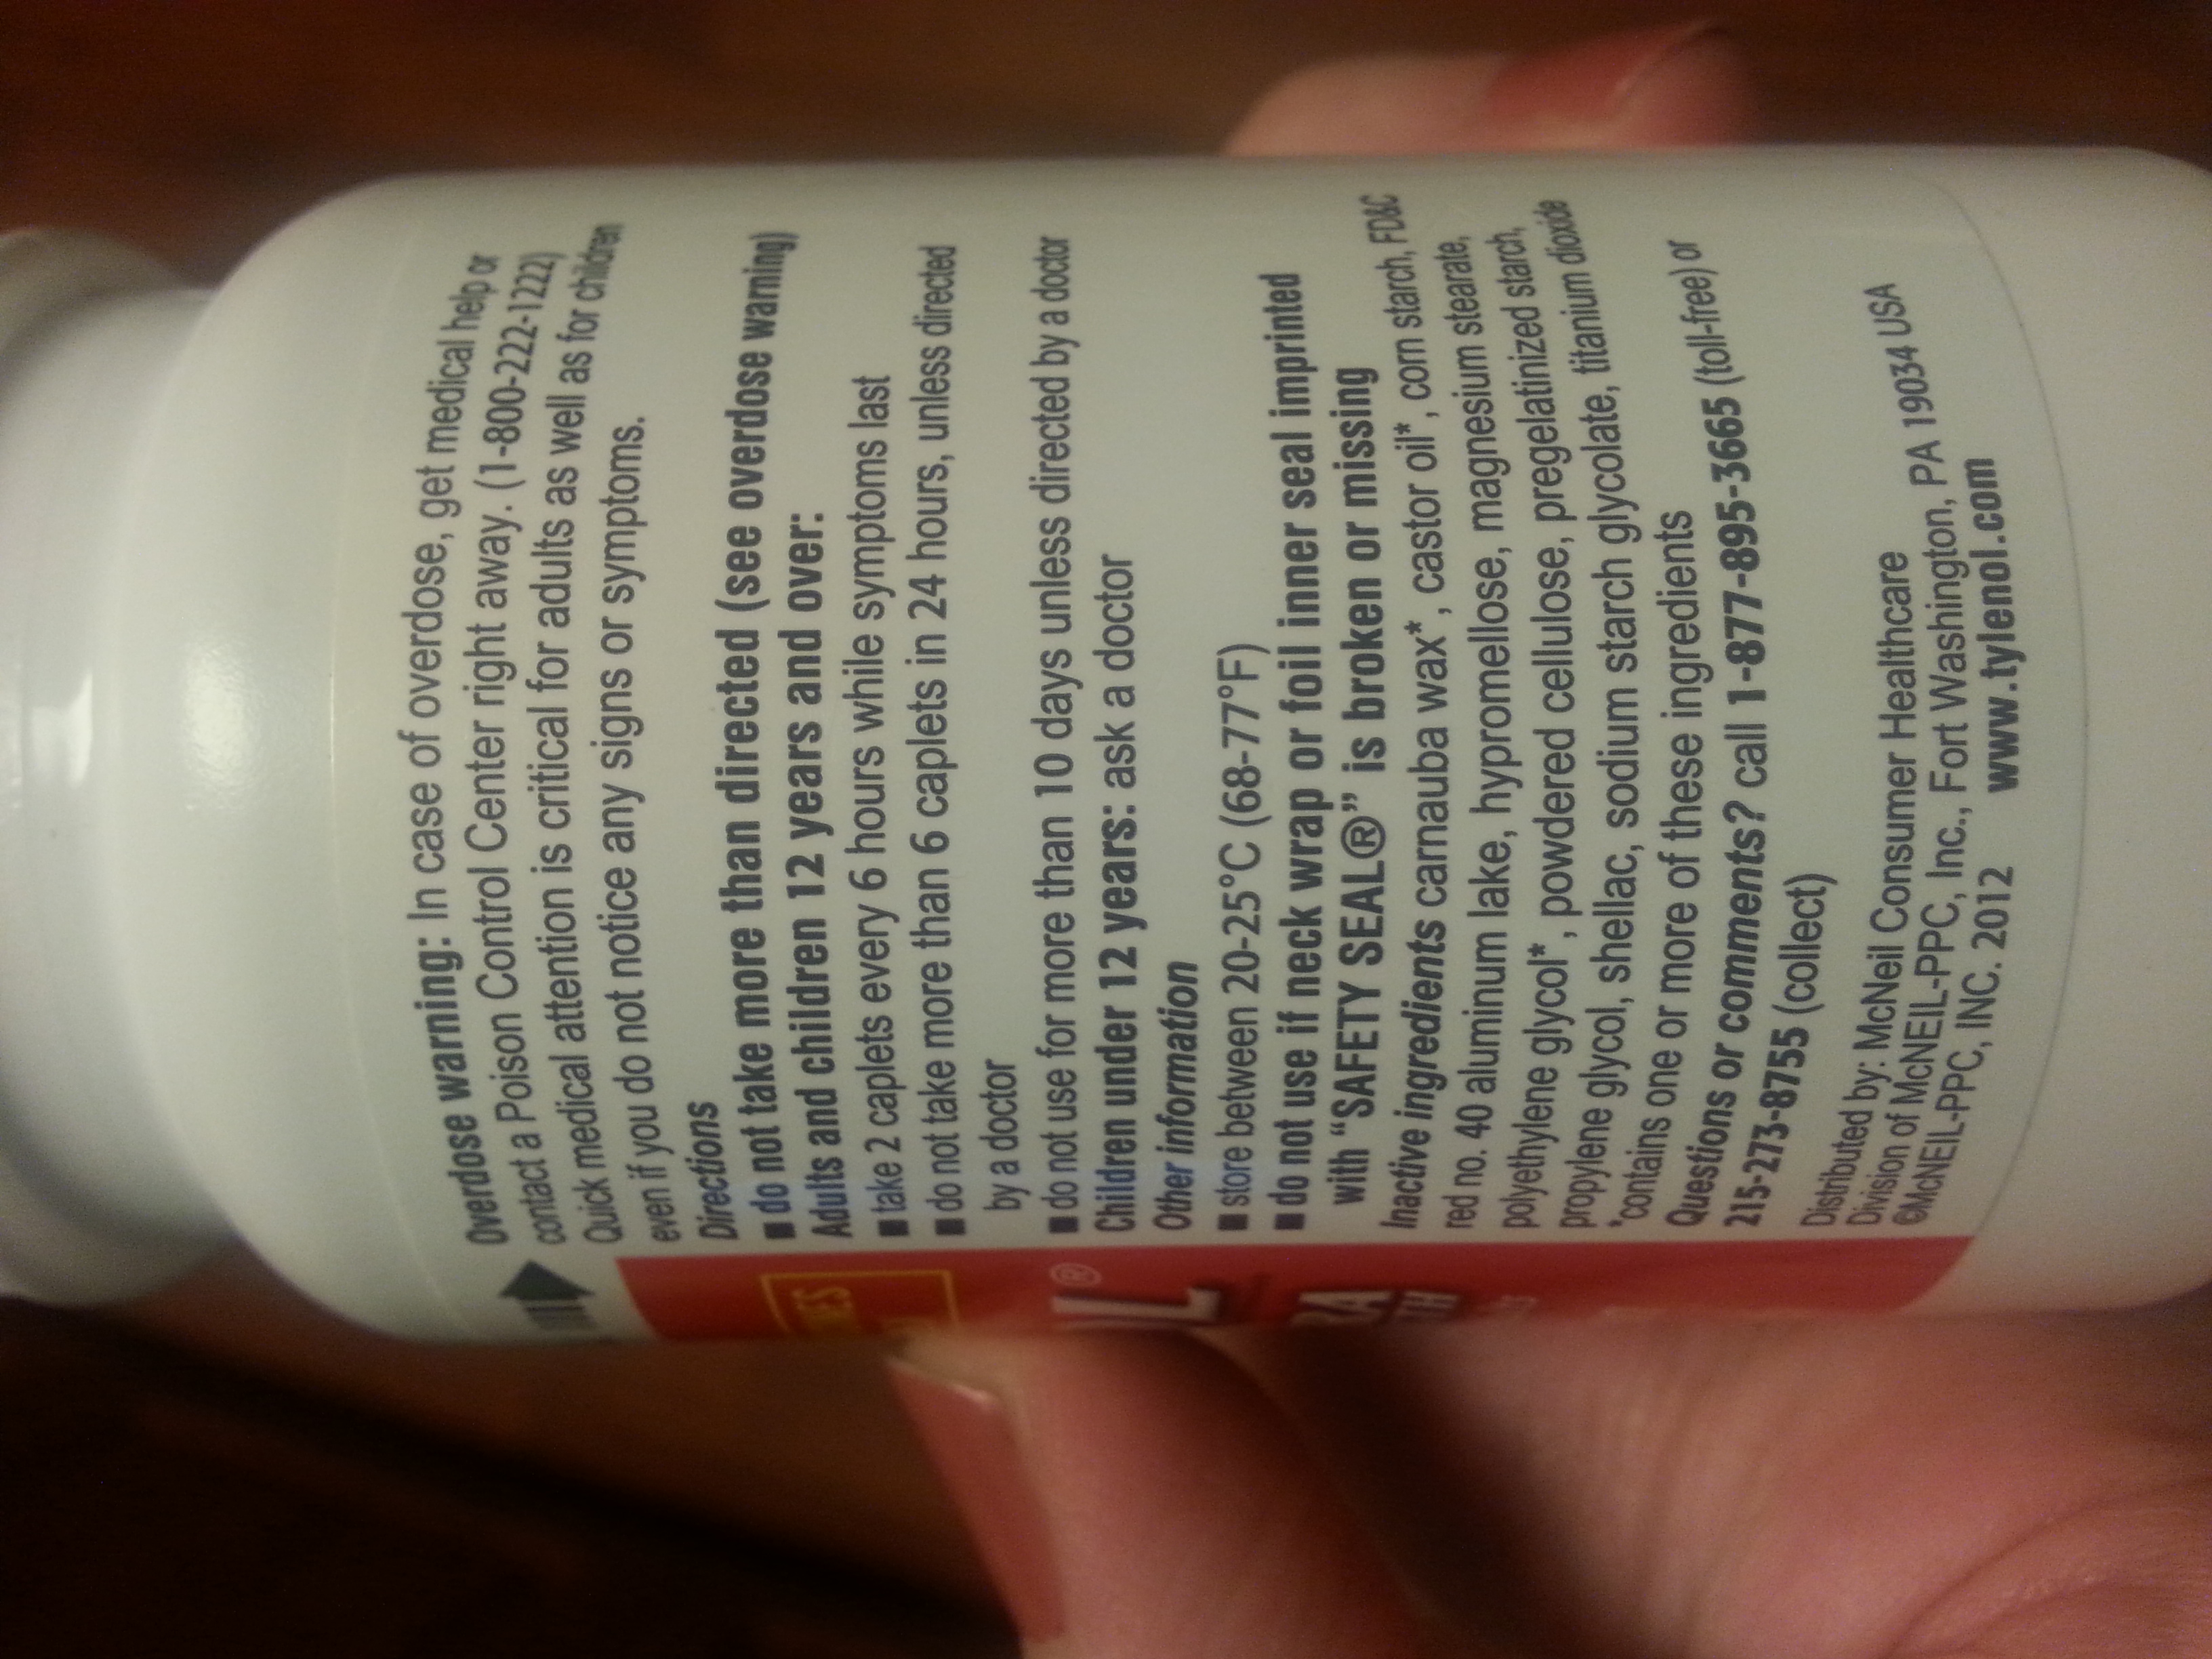 Overdose warning: In case of overdose, get medical help or
contact a Poison Control Center right away. (1-800-222-1222)
Quick medical attention is critical for adults as well as for children
even if you do not notice any signs or symptoms.
Directions
■ do not take more than directed (see overdose warning)
Adults and children 12 years and over:
■ take 2 caplets every 6 hours while symptoms last
■ do not take more than 6 caplets in 24 hours, unless directed
by a doctor
■ do not use for more than 10 days unless directed by a doctor
Children under 12 years: ask a doctor
Other information
■ store between 20-25°C (68-77°F)
■ do not use if neck wrap or foil inner seal imprinted
with “SAFETY SEAL®” is broken or missing
Inactive ingredients carnauba wax*, castor oil*, corn starch, FD&C
red no. 40 aluminum lake, hypromellose, magnesium stearate,
polyethylene glycol*, powdered cellulose, pregelatinized starch,
propylene glycol, shellac, sodium starch glycolate, titanium dioxide
*contains one or more of these ingredients
Questions or comments? call 1-877-895-3665 (toll-free) or
215-273-8755 (collect)
Distributed by: McNeil Consumer Healthcare
Division of McNEIL-PPC, Inc., Fort Washington, PA 19034 USA
©McNEIL-PPC, INC. 2012 www.tylenol.com